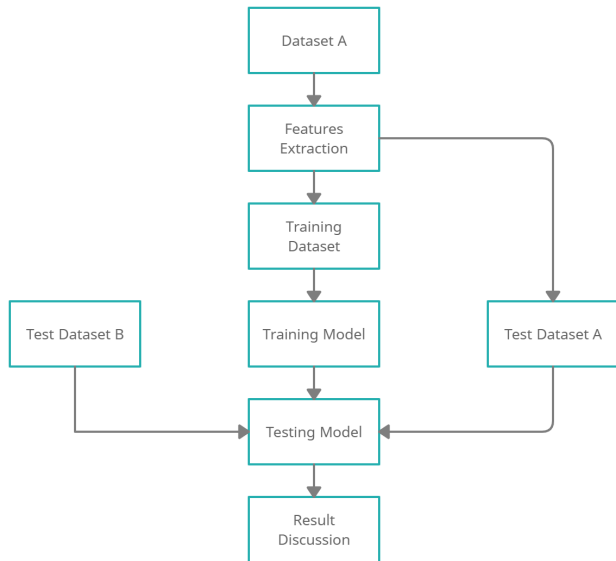 Dataset A
Features
Extraction
Training
Dataset
Test Dataset B
Training Model
Test Dataset A
Testing Model
Result
Discussion